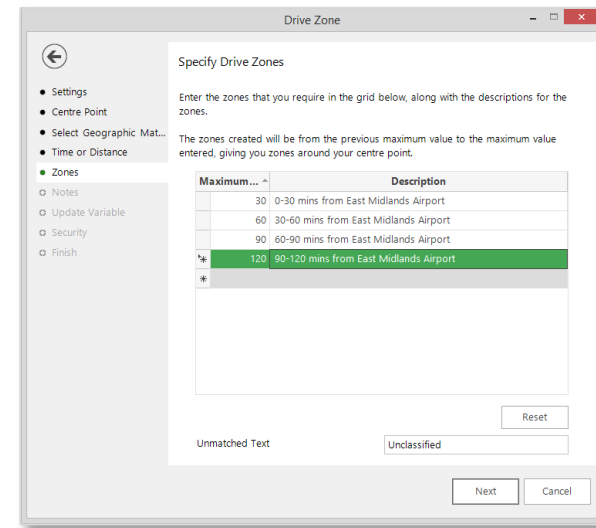 Drive Zone
Specify Drive Zones
Settings
Centre Point
Select Geographic Mat...
Time or Distance
Zones
Notes
Update Variable
Security
Finish
Enter the zones that you require in the grid below, along with the descriptions for the
zones.
The zones created will be from the previous maximum value to the maximum value
entered, giving you zones around your centre point.
Maximum... Description
30 0-30 mins from East Midlands Airport
60 30-60 mins from East Midlands Airport
90 60-90 mins from East Midlands Airport
120 90-120 mins from East Midlands Airport
Reset
Unmatched Text Unclassified
Next Cancel